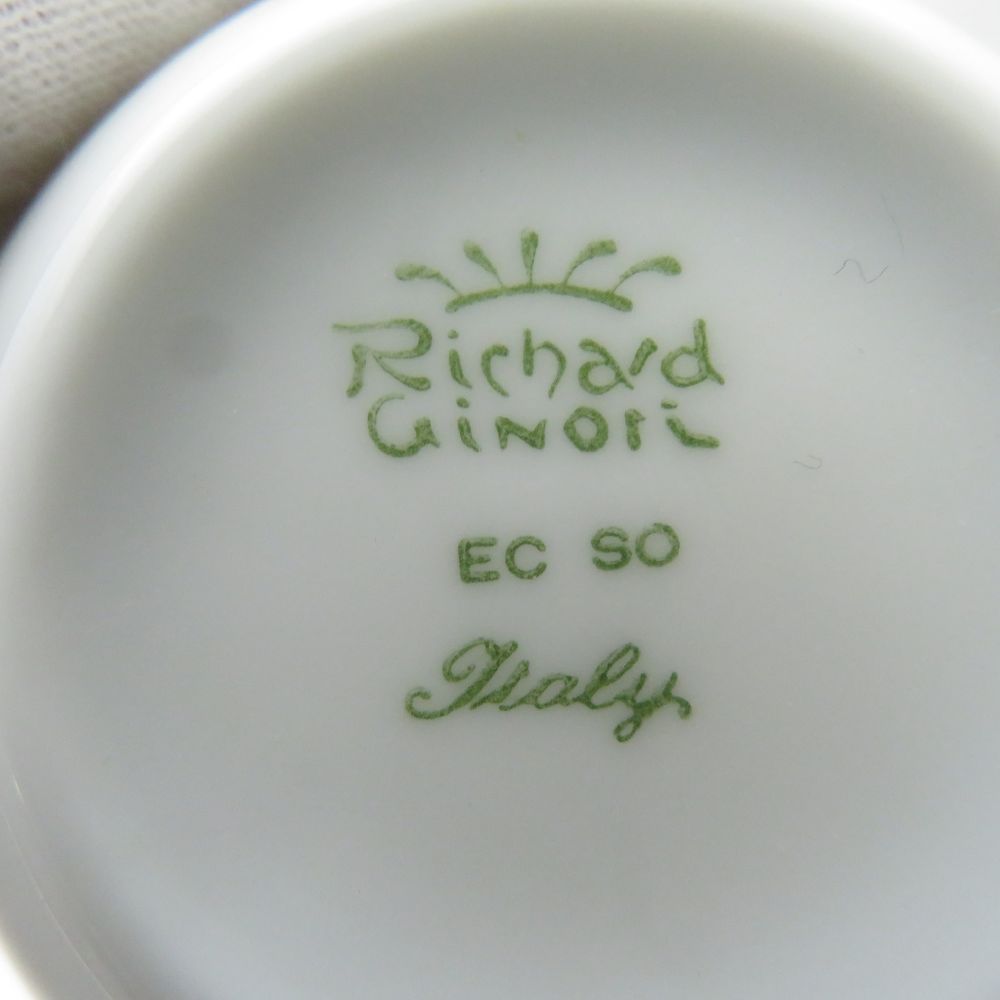 Richard
Ginori
EC SO
Italy